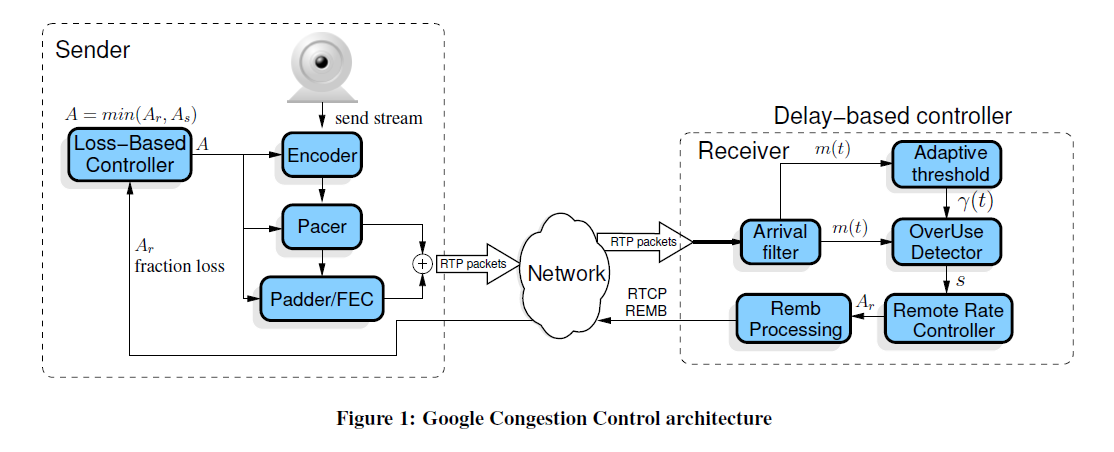 Sender
A = min(A_r, A_s)
Loss−Based
Controller
A
send stream
Encoder
Pacer
Padder/FEC
A_r
fraction loss
+
RTP packets
Network
RTP packets
RTCP
REMB
Delay−based controller
Receiver
m(t)
Adaptive
threshold
γ(t)
Arrival
filter
m(t)
OverUse
Detector
s
Remote Rate
Controller
A_r
Remb
Processing
Figure 1: Google Congestion Control architecture